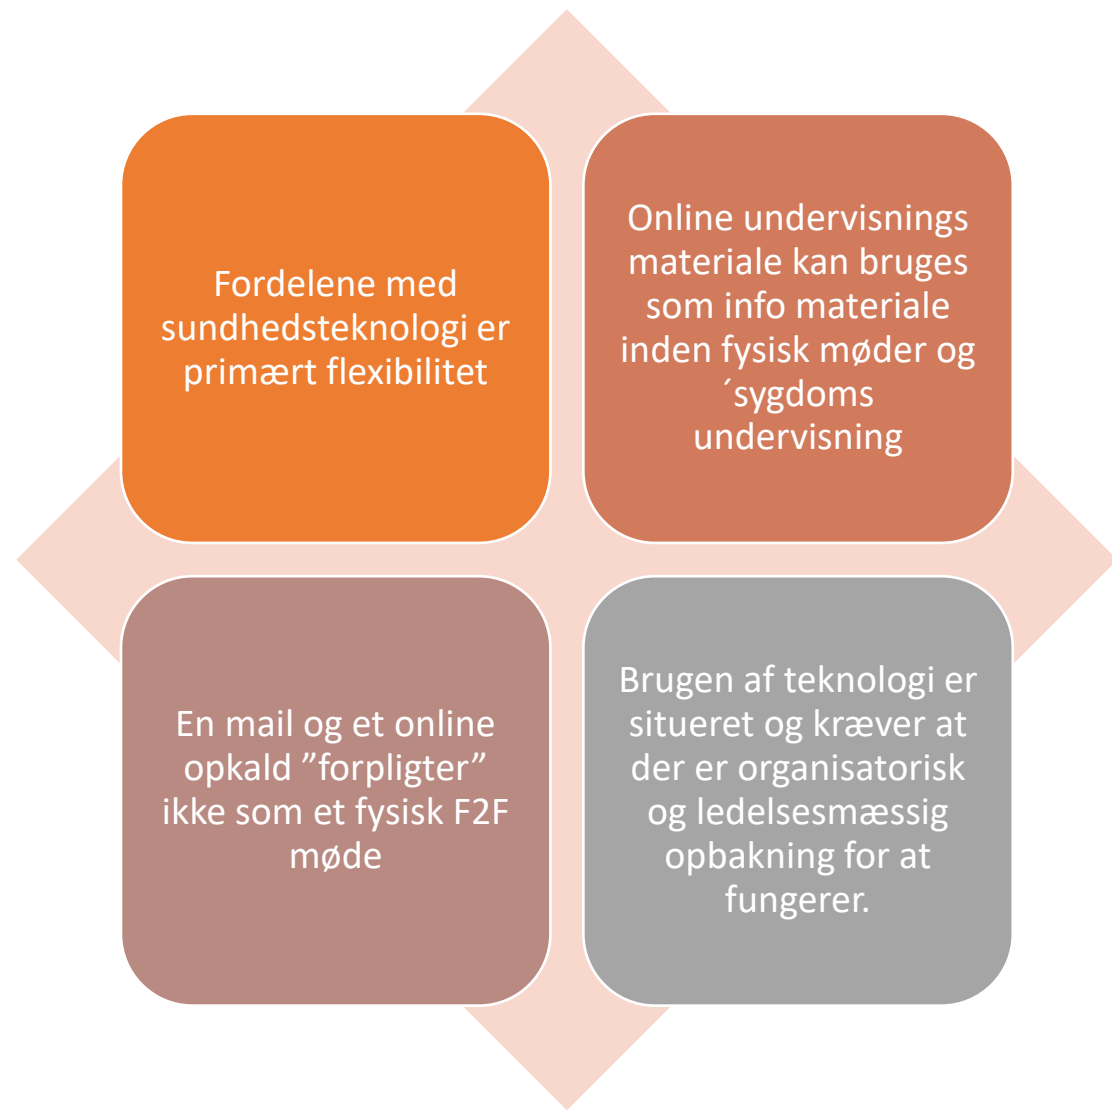 Fordelene med
sundhedsteknologi er
primært flexibilitet
Online undervisnings
materiale kan bruges
som info materiale
inden fysisk møder og
´sygdoms
undervisning
En mail og et online
opkald ”forpligter”
ikke som et fysisk F2F
møde
Brugen af teknologi er
situeret og kræver at
der er organisatorisk
og ledelsesmæssig
opbakning for at
fungerer.